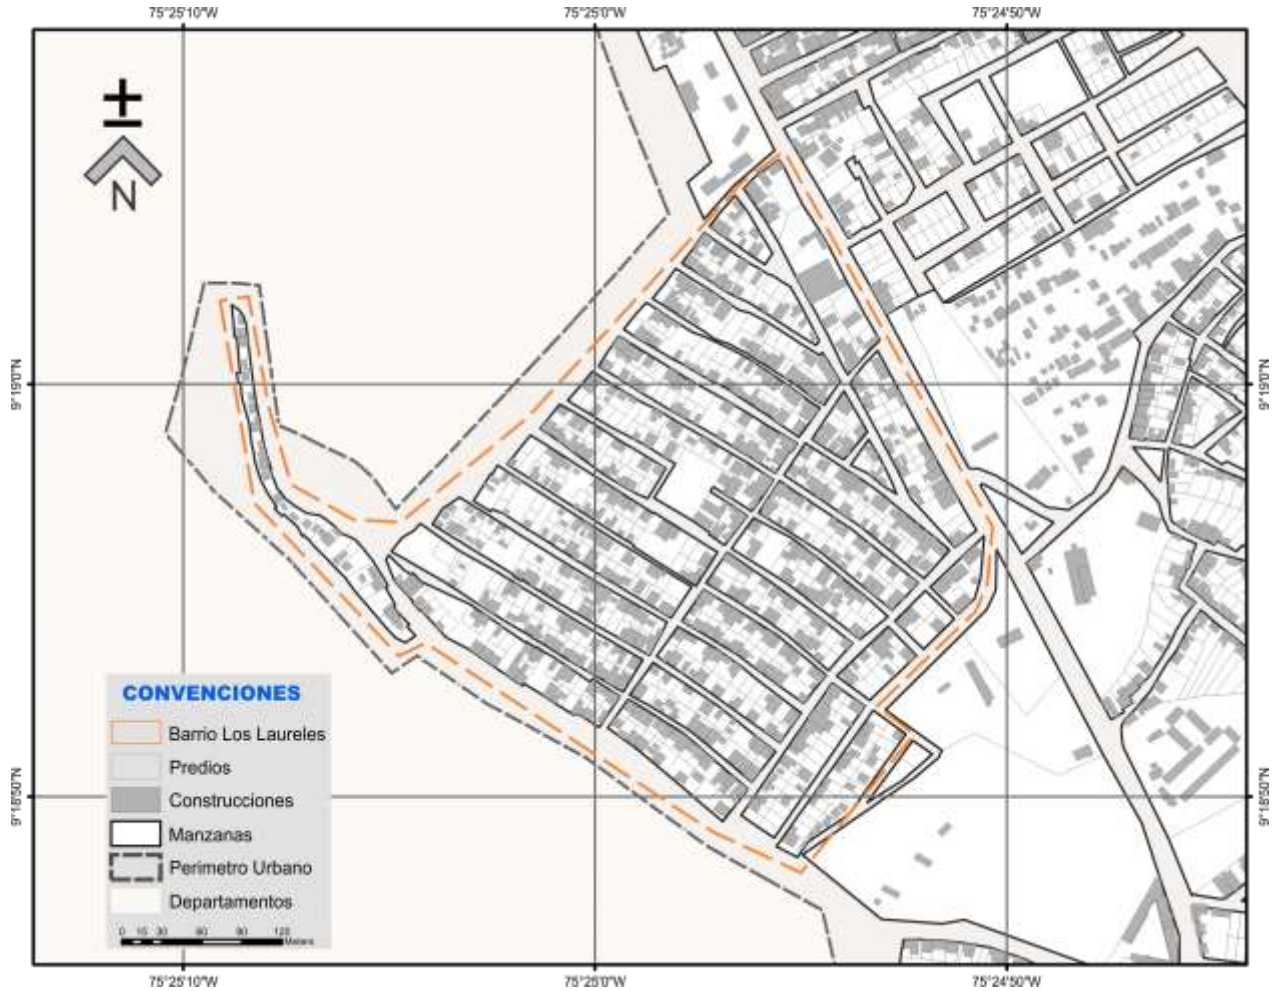 75°25'10"W 75°25'0"W 75°24'50"W
N
9°19'0"N 9°19'0"N
CONVENCIONES
Barrio Los Laureles
Predios
Construcciones
Manzanas
Perimetro Urbano
Departamentos
0 15 30 60 90 120
Meters
9°18'50"N 9°18'50"N
75°25'10"W 75°25'0"W 75°24'50"W